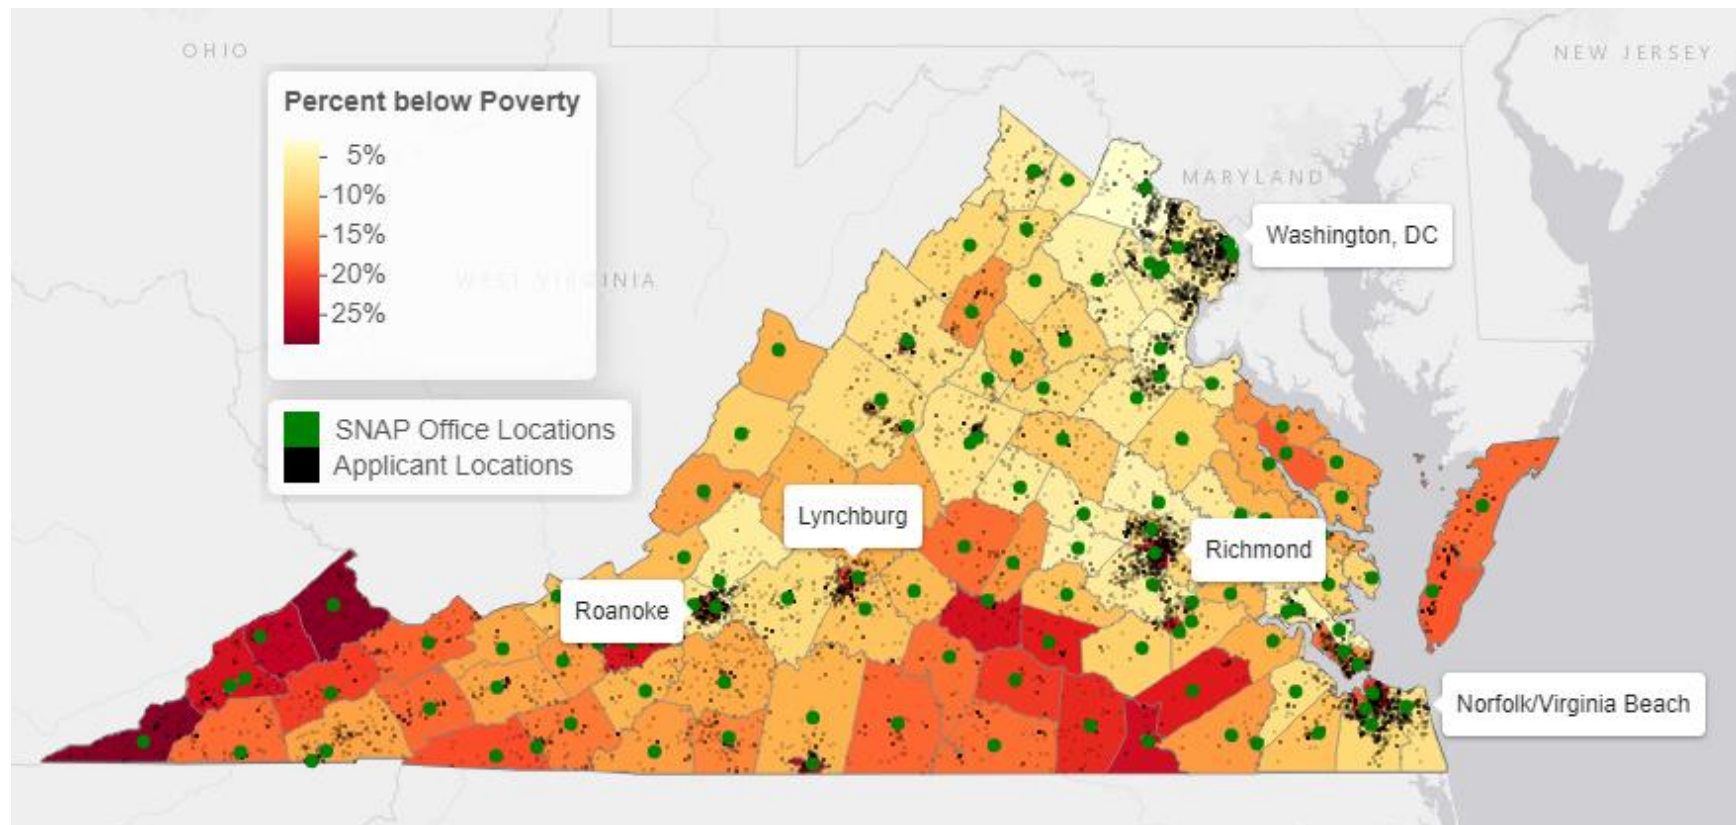 OHIO
NEW JERSEY
Percent below Poverty
5%
10%
15%
20%
25%
MARYLAND
Washington, DC
WEST VIRGINIA
SNAP Office Locations
Applicant Locations
Lynchburg
Richmond
Roanoke
Norfolk/Virginia Beach